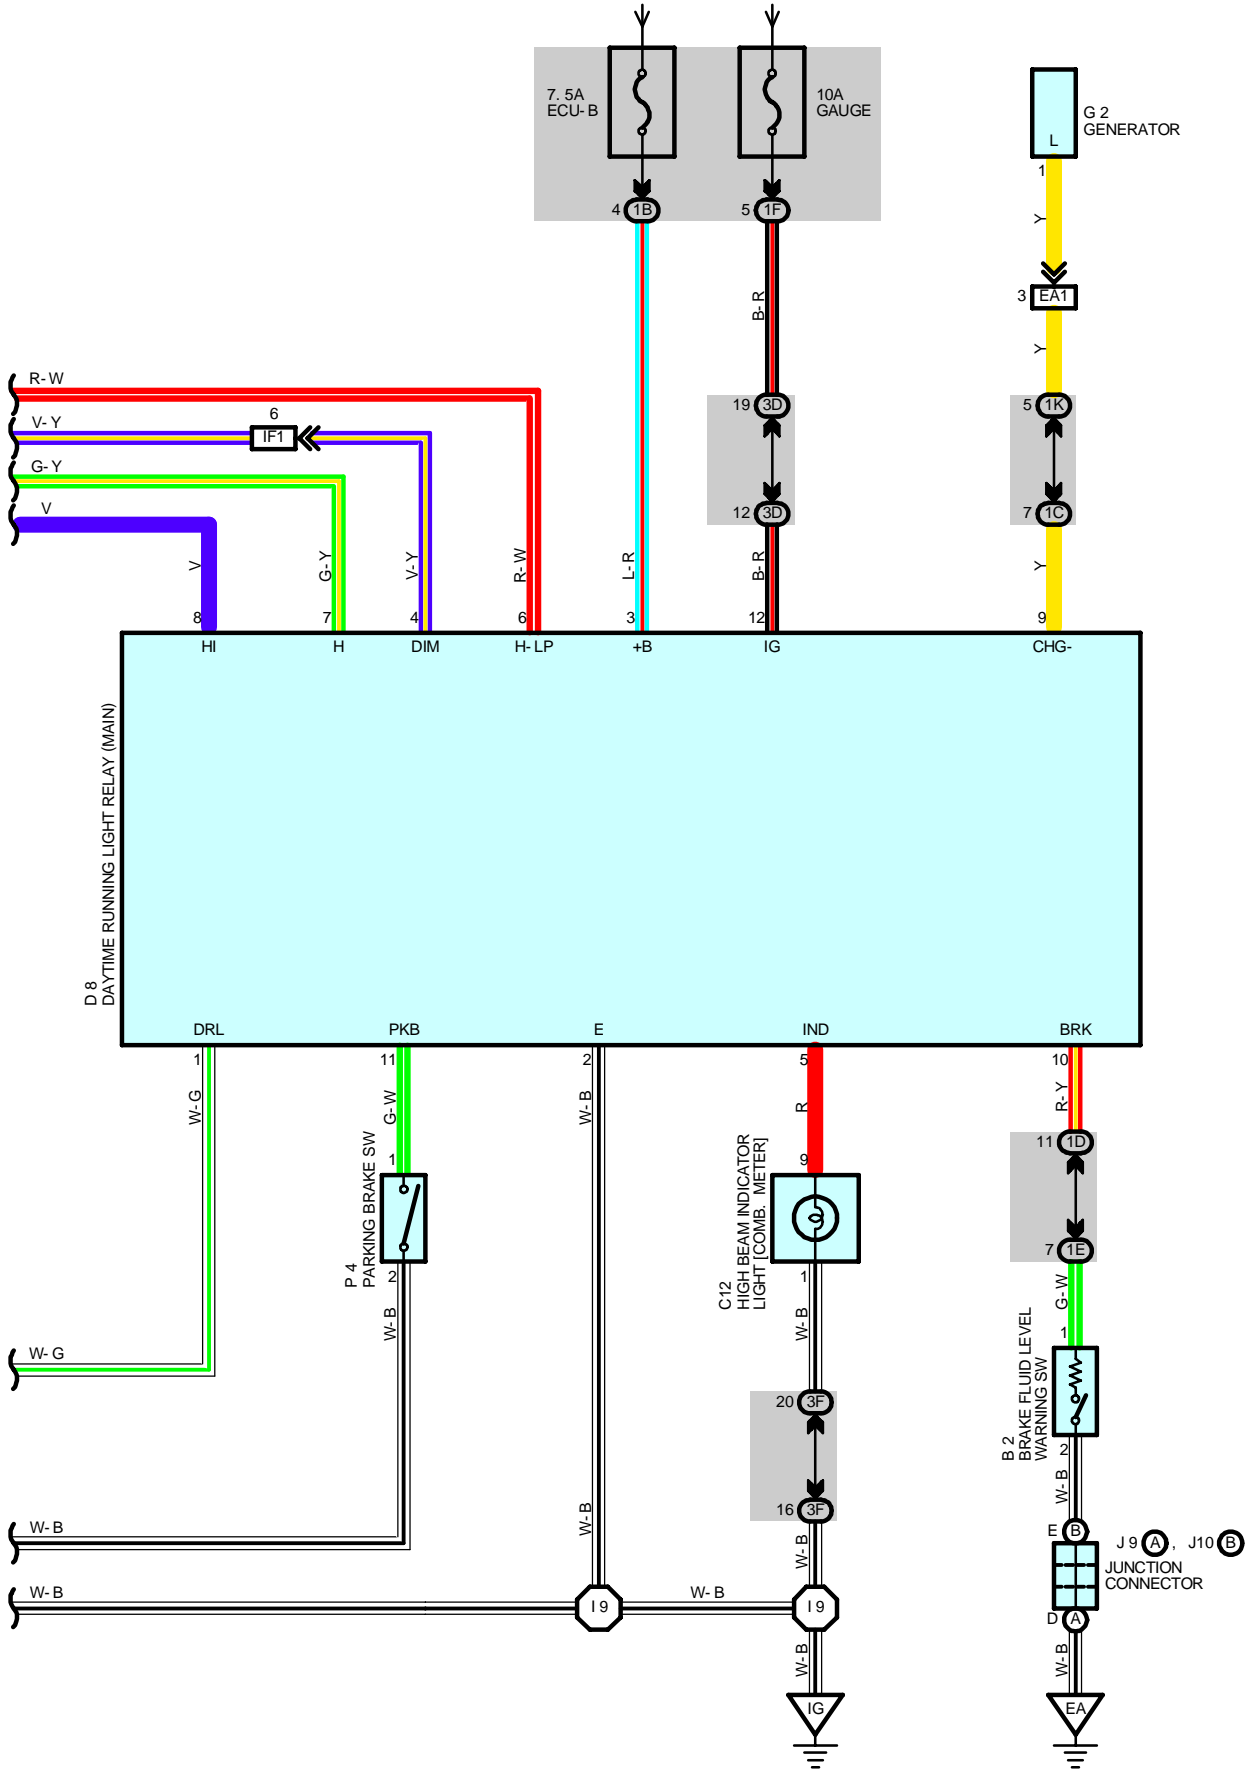 7. 5A
ECU- B
10A
GAUGE
G 2
GENERATOR
L
1
4 1B
5 1F
Y
3 EA1
B- R
Y
R- W
19 3D
5 1K
V- Y
6
IF1
G- Y
V
12 3D
7 1C
V
G- Y
V- Y
R- W
L- R
B- R
Y
8
7
4
6
3
12
9
HI
H
DIM
H- LP
+B
IG
CHG-
D 8
DAYTIME RUNNING LIGHT RELAY (MAIN)
DRL
PKB
E
IND
BRK
1
11
2
5
10
W- G
G- W
W- B
R
R- Y
11 1D
1
9
P 4
PARKING BRAKE SW
C12
HIGH BEAM INDICATOR
LIGHT [COMB. METER]
7 1E
2
1
G- W
W- B
W- B
1
B 2
BRAKE FLUID LEVEL
WARNING SW
W- G
20 3F
2
W- B
16 3F
W- B
W- B
W- B
E B
J 9 A , J10 B
JUNCTION
CONNECTOR
W- B
W- B
I 9
I 9
D A
W- B
W- B
IG
EA